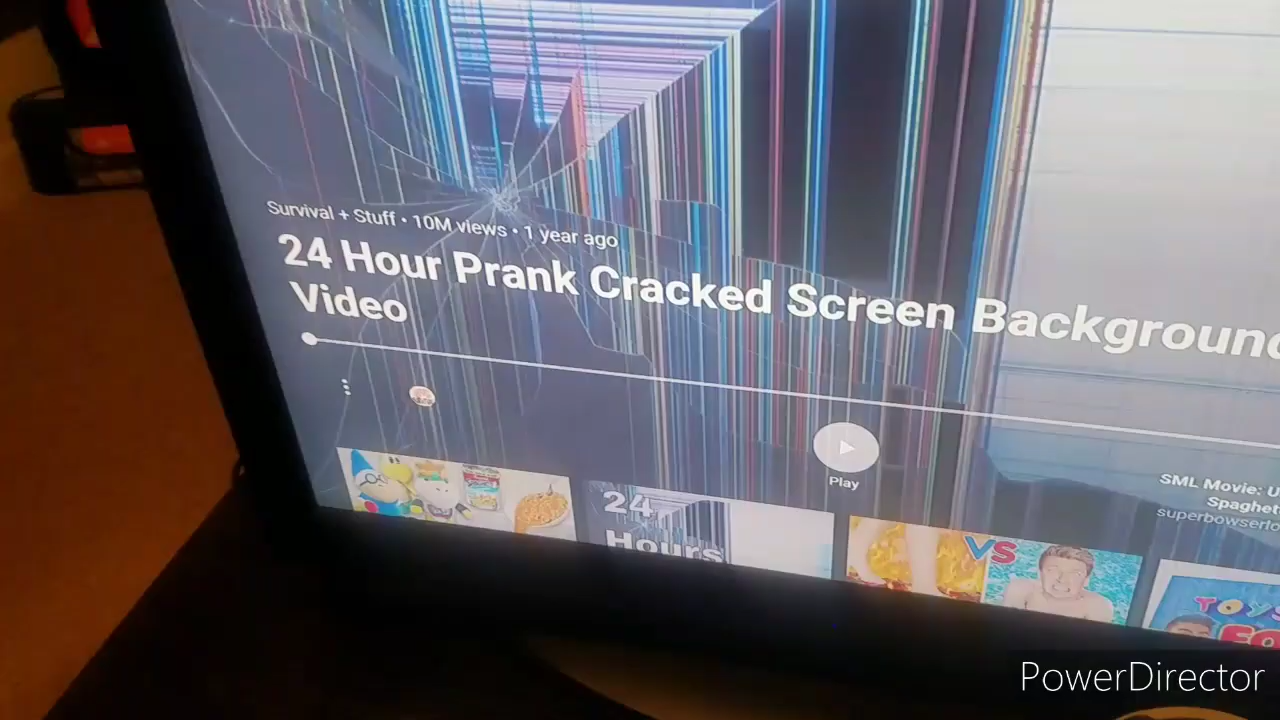 Survival + Stuff • 10M views • 1 year ago
24 Hour Prank Cracked Screen Background
Video
Play
SML Movie:
superbowserlo
24
Hours
VS
TOYS
PowerDirector